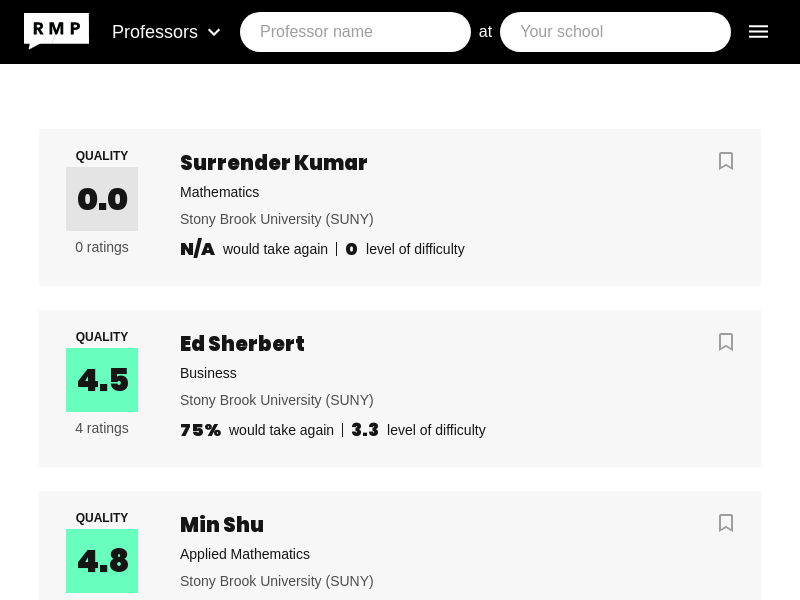 RMP Professors Professor name at Your school
QUALITY
0.0
0 ratings
Surrender Kumar
Mathematics
Stony Brook University (SUNY)
N/A would take again | 0 level of difficulty
QUALITY
4.5
4 ratings
Ed Sherbert
Business
Stony Brook University (SUNY)
75% would take again | 3.3 level of difficulty
QUALITY
4.8
Min Shu
Applied Mathematics
Stony Brook University (SUNY)